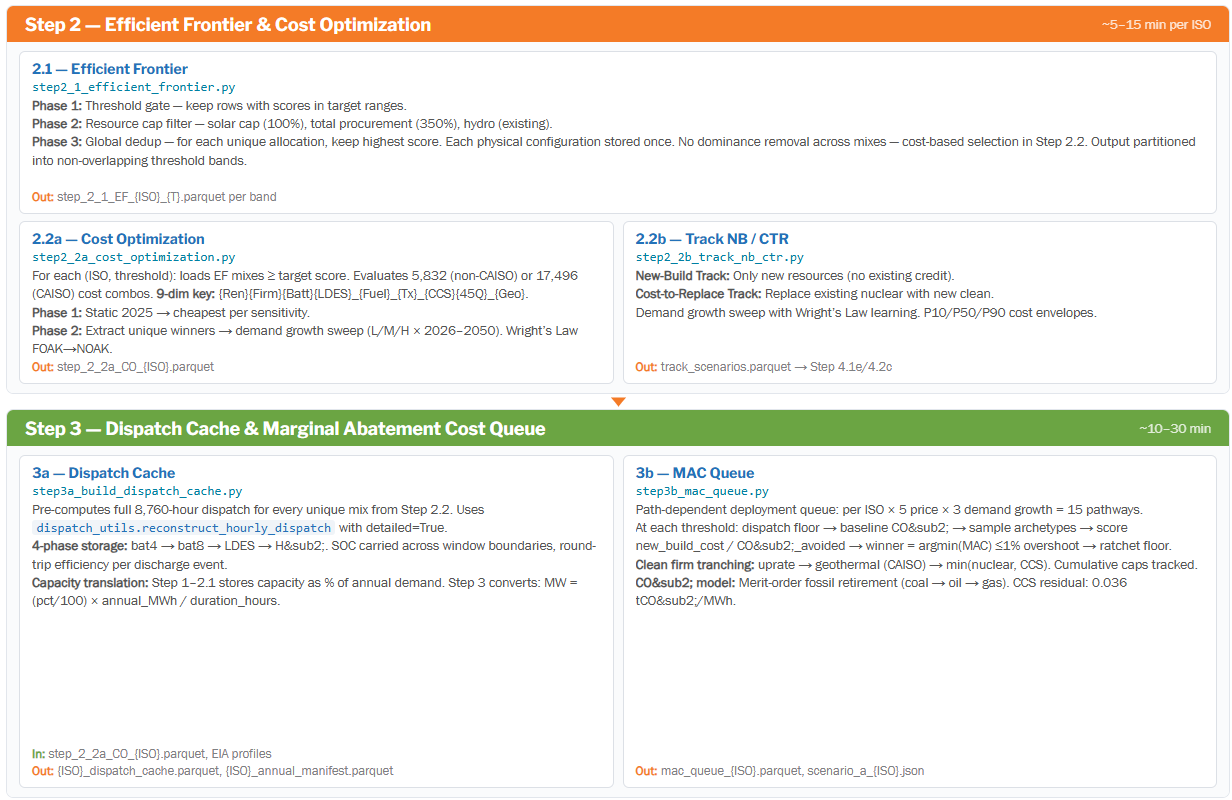 Step 2 — Efficient Frontier & Cost Optimization
~5–15 min per ISO
2.1 — Efficient Frontier
step2_1_efficient_frontier.py
Phase 1: Threshold gate — keep rows with scores in target ranges.
Phase 2: Resource cap filter — solar cap (100%), total procurement (350%), hydro (existing).
Phase 3: Global dedup — for each unique allocation, keep highest score. Each physical configuration stored once. No dominance removal across mixes — cost-based selection in Step 2.2. Output partitioned
into non-overlapping threshold bands.
Out: step_2_1_EF_{ISO}_{T}.parquet per band
2.2a — Cost Optimization
step2_2a_cost_optimization.py
For each (ISO, threshold): loads EF mixes ≥ target score. Evaluates 5,832 (non-CAISO) or 17,496
(CAISO) cost combos. 9-dim key: {Ren}{Firm}{Batt}{LDES}_{Fuel}_{Tx}_{CCS}{45Q}_{Geo}.
Phase 1: Static 2025 → cheapest per sensitivity.
Phase 2: Extract unique winners → demand growth sweep (L/M/H × 2026–2050). Wright's Law
FOAK→NOAK.
Out: step_2_2a_CO_{ISO}.parquet
2.2b — Track NB / CTR
step2_2b_track_nb_ctr.py
New-Build Track: Only new resources (no existing credit).
Cost-to-Replace Track: Replace existing nuclear with new clean.
Demand growth sweep with Wright's Law learning. P10/P50/P90 cost envelopes.
Out: track_scenarios.parquet → Step 4.1e/4.2c
Step 3 — Dispatch Cache & Marginal Abatement Cost Queue
~10–30 min
3a — Dispatch Cache
step3a_build_dispatch_cache.py
Pre-computes full 8,760-hour dispatch for every unique mix from Step 2.2. Uses
dispatch_utils.reconstruct_hourly_dispatch with detailed=True.
4-phase storage: bat4 → bat8 → LDES → H&sub2;. SOC carried across window boundaries, round-
trip efficiency per discharge event.
Capacity translation: Step 1–2.1 stores capacity as % of annual demand. Step 3 converts: MW =
(pct/100) × annual_MWh / duration_hours.
In: step_2_2a_CO_{ISO}.parquet, EIA profiles
Out: {ISO}_dispatch_cache.parquet, {ISO}_annual_manifest.parquet
3b — MAC Queue
step3b_mac_queue.py
Path-dependent deployment queue: per ISO × 5 price × 3 demand growth = 15 pathways.
At each threshold: dispatch floor → baseline CO&sub2; → sample archetypes → score
new_build_cost / CO&sub2;_avoided → winner = argmin(MAC) ≤1% overshoot → ratchet floor.
Clean firm tranching: uprate → geothermal (CAISO) → min(nuclear, CCS). Cumulative caps tracked.
CO&sub2; model: Merit-order fossil retirement (coal → oil → gas). CCS residual: 0.036
tCO&sub2;/MWh.
Out: mac_queue_{ISO}.parquet, scenario_a_{ISO}.json